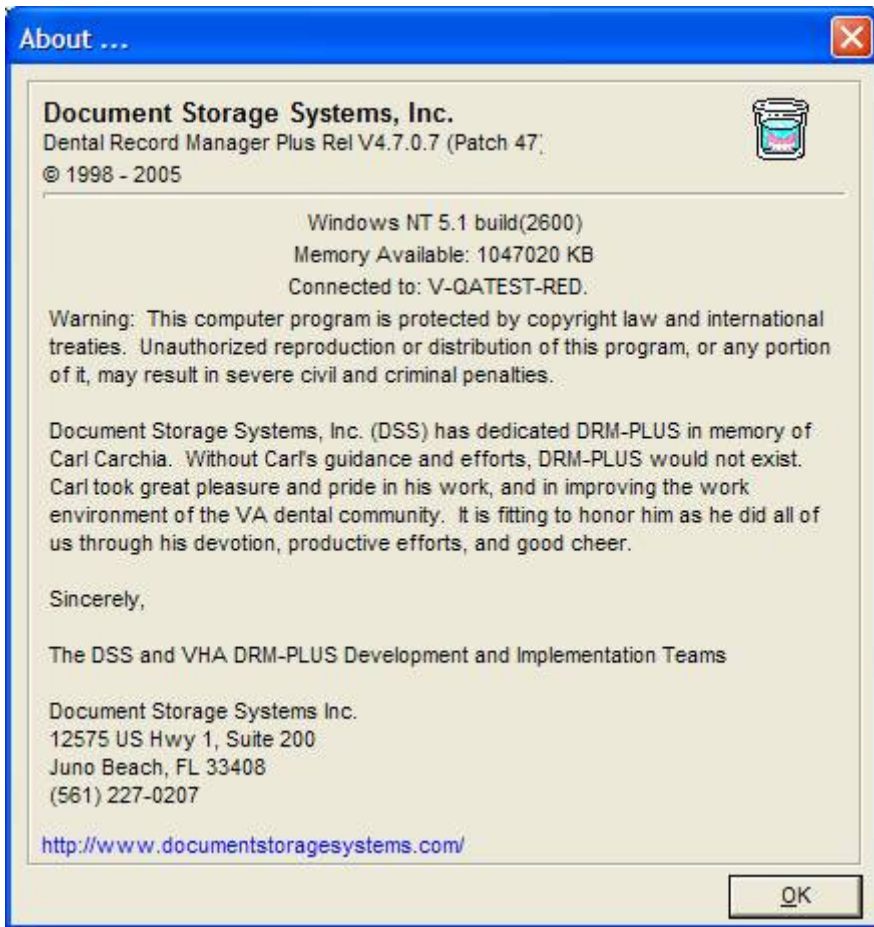 About ...
Document Storage Systems, Inc.
Dental Record Manager Plus Rel V4.7.0.7 (Patch 47)
© 1998 - 2005
Windows NT 5.1 build(2600)
Memory Available: 1047020 KB
Connected to: V-QATEST-RED.
Warning:  This computer program is protected by copyright law and international
treaties.  Unauthorized reproduction or distribution of this program, or any portion
of it, may result in severe civil and criminal penalties.
Document Storage Systems, Inc. (DSS) has dedicated DRM-PLUS in memory of
Carl Carchia.  Without Carl's guidance and efforts, DRM-PLUS would not exist.
Carl took great pleasure and pride in his work, and in improving the work
environment of the VA dental community.  It is fitting to honor him as he did all of
us through his devotion, productive efforts, and good cheer.
Sincerely,
The DSS and VHA DRM-PLUS Development and Implementation Teams
Document Storage Systems Inc.
12575 US Hwy 1, Suite 200
Juno Beach, FL 33408
(561) 227-0207
http://www.documentstoragesystems.com/
OK